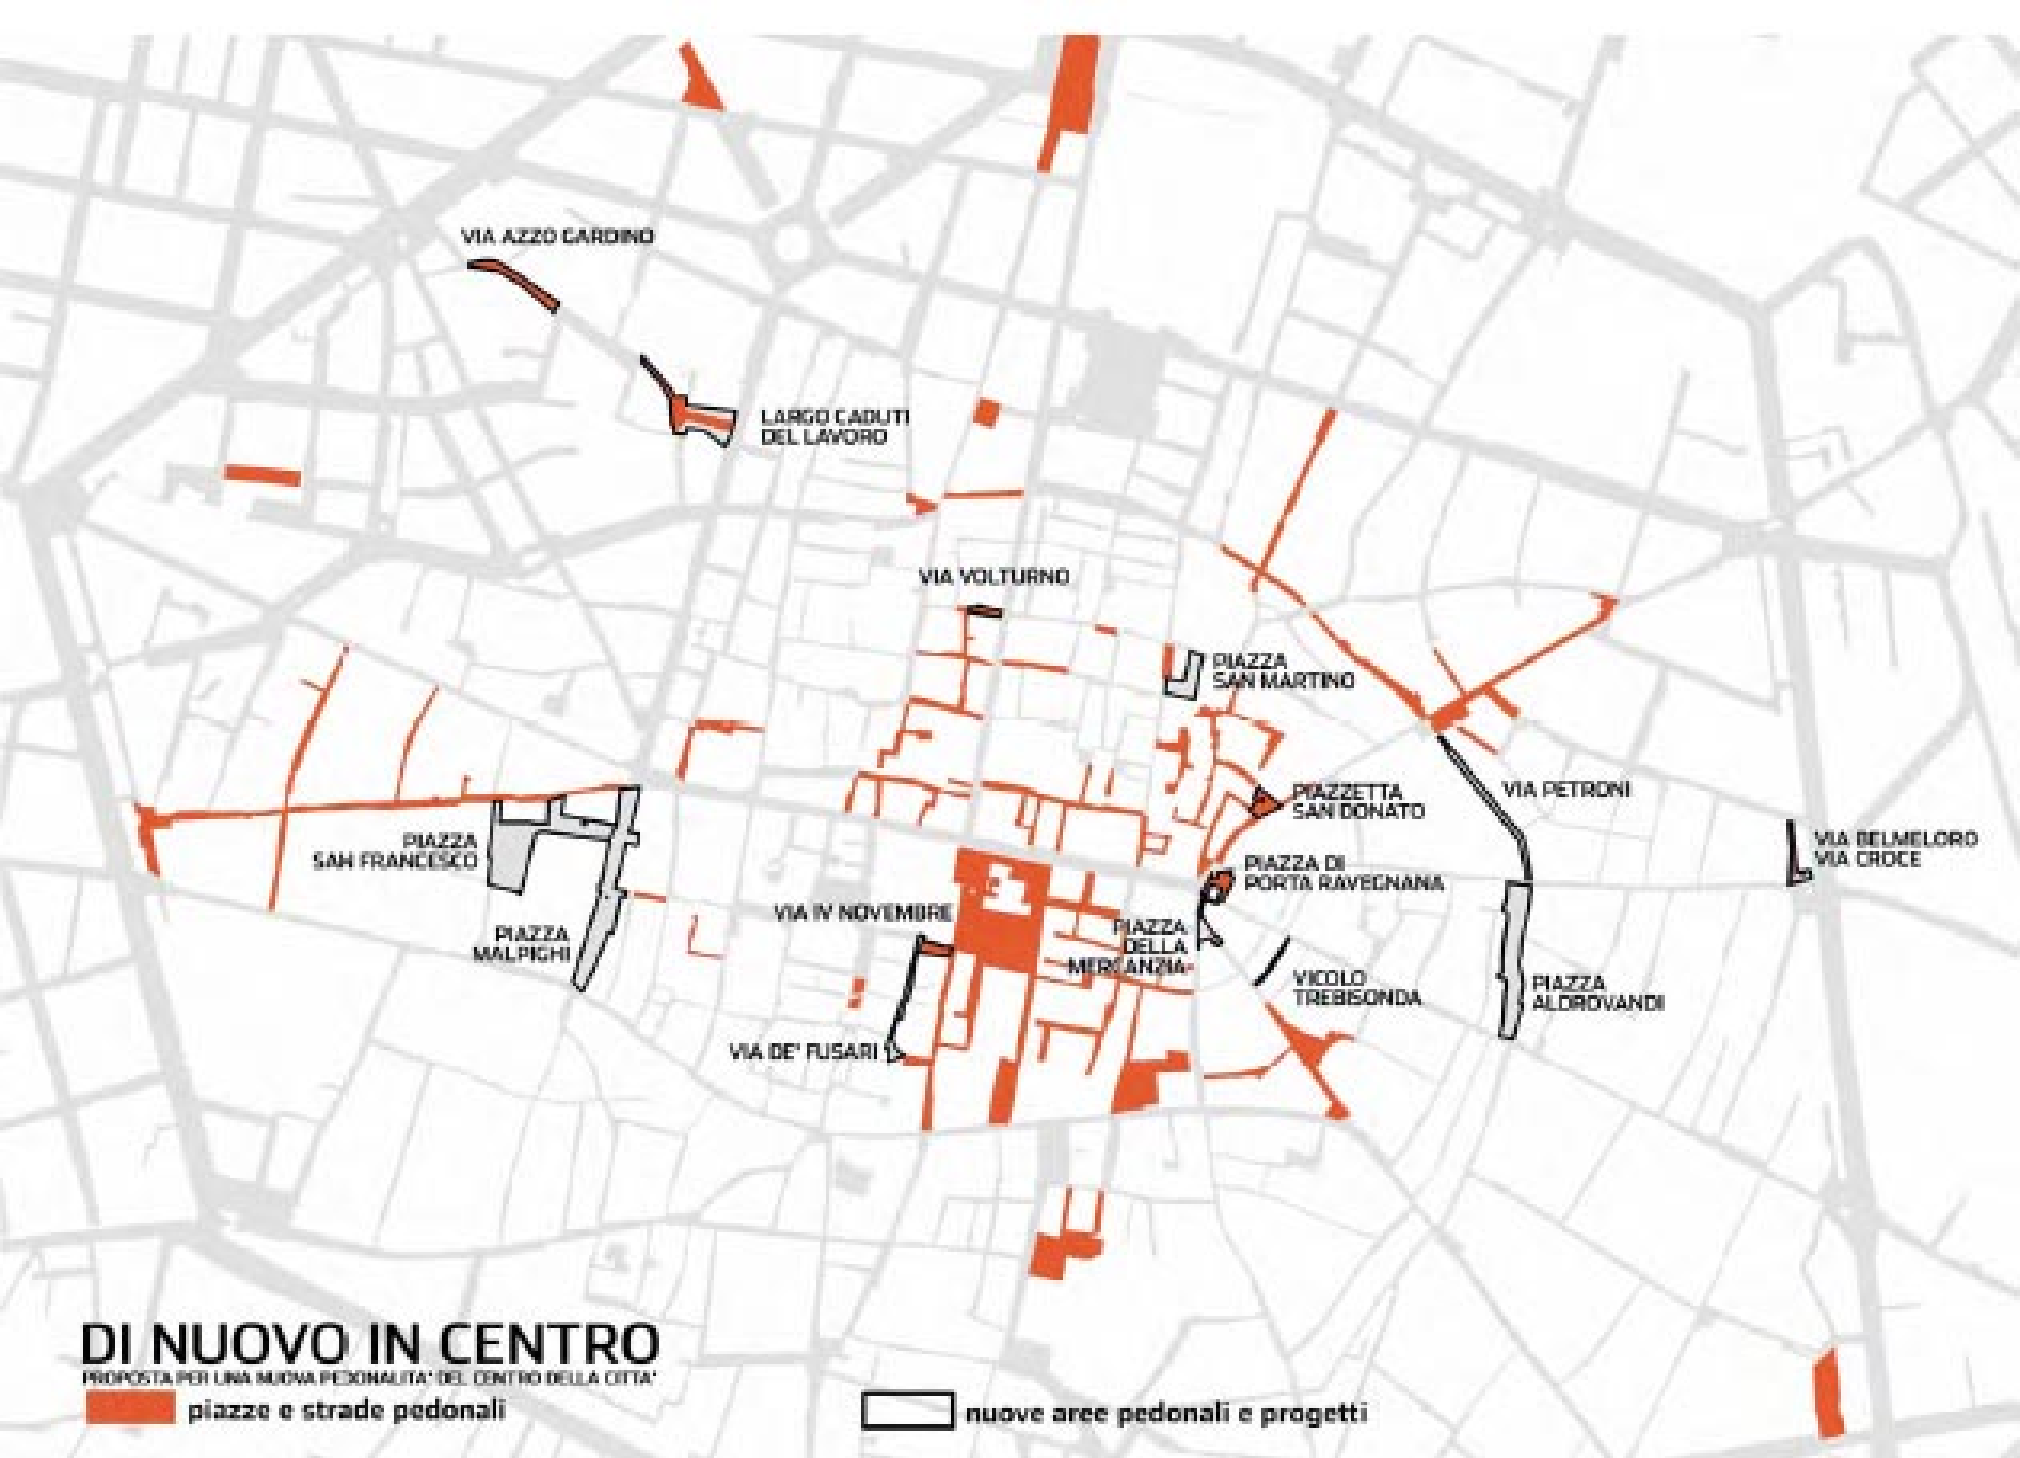 VIA AZZO GARDINO
LARGO CADUTI
DEL LAVORO
VIA VOLTURNO
PIAZZA
SAN MARTINO
PIAZZETTA
SAN DONATO
VIA PETRONI
PIAZZA
SAN FRANCESCO
VIA BELMELORO
VIA CROCE
PIAZZA DI
PORTA RAVEGNANA
VIA IV NOVEMBRE
PIAZZA
DELLA
MERCANZIA
PIAZZA
MALPIGHI
VICOLO
TREBISONDA
PIAZZA
ALDROVANDI
VIA DE' FUSARI
DI NUOVO IN CENTRO
PROPOSTA PER UNA NUOVA PEDONALITA' DEL CENTRO DELLA CITTA'
piazze e strade pedonali
nuove aree pedonali e progetti